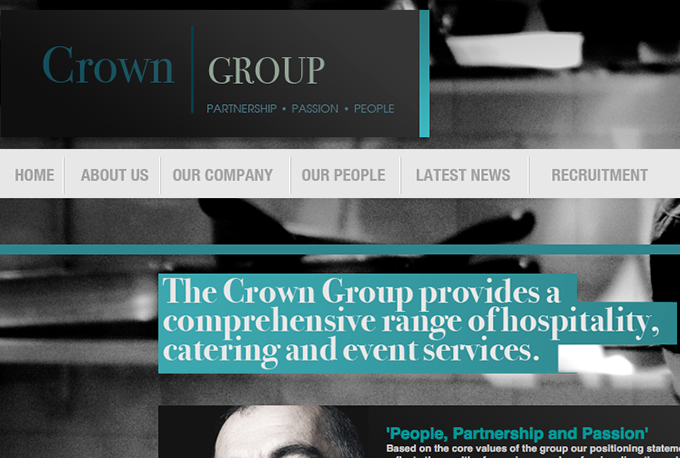 Crown GROUP
PARTNERSHIP • PASSION • PEOPLE
HOME ABOUT US OUR COMPANY OUR PEOPLE LATEST NEWS RECRUITMENT
The Crown Group provides a
comprehensive range of hospitality,
catering and event services.
'People, Partnership and Passion'
Based on the core values of the group our positioning